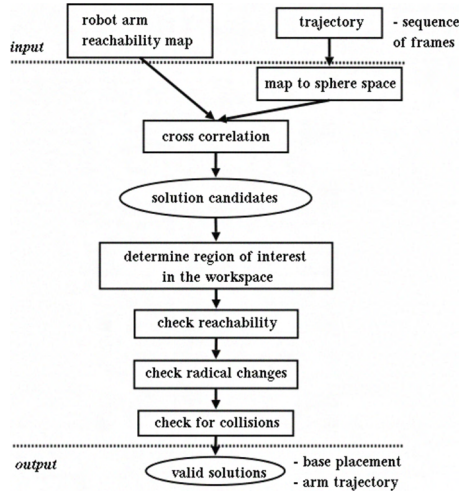 robot arm
reachability map
trajectory
- sequence
of frames
input
map to sphere space
cross correlation
solution candidates
determine region of interest
in the workspace
check reachability
check radical changes
check for collisions
output
valid solutions
- base placement
- arm trajectory